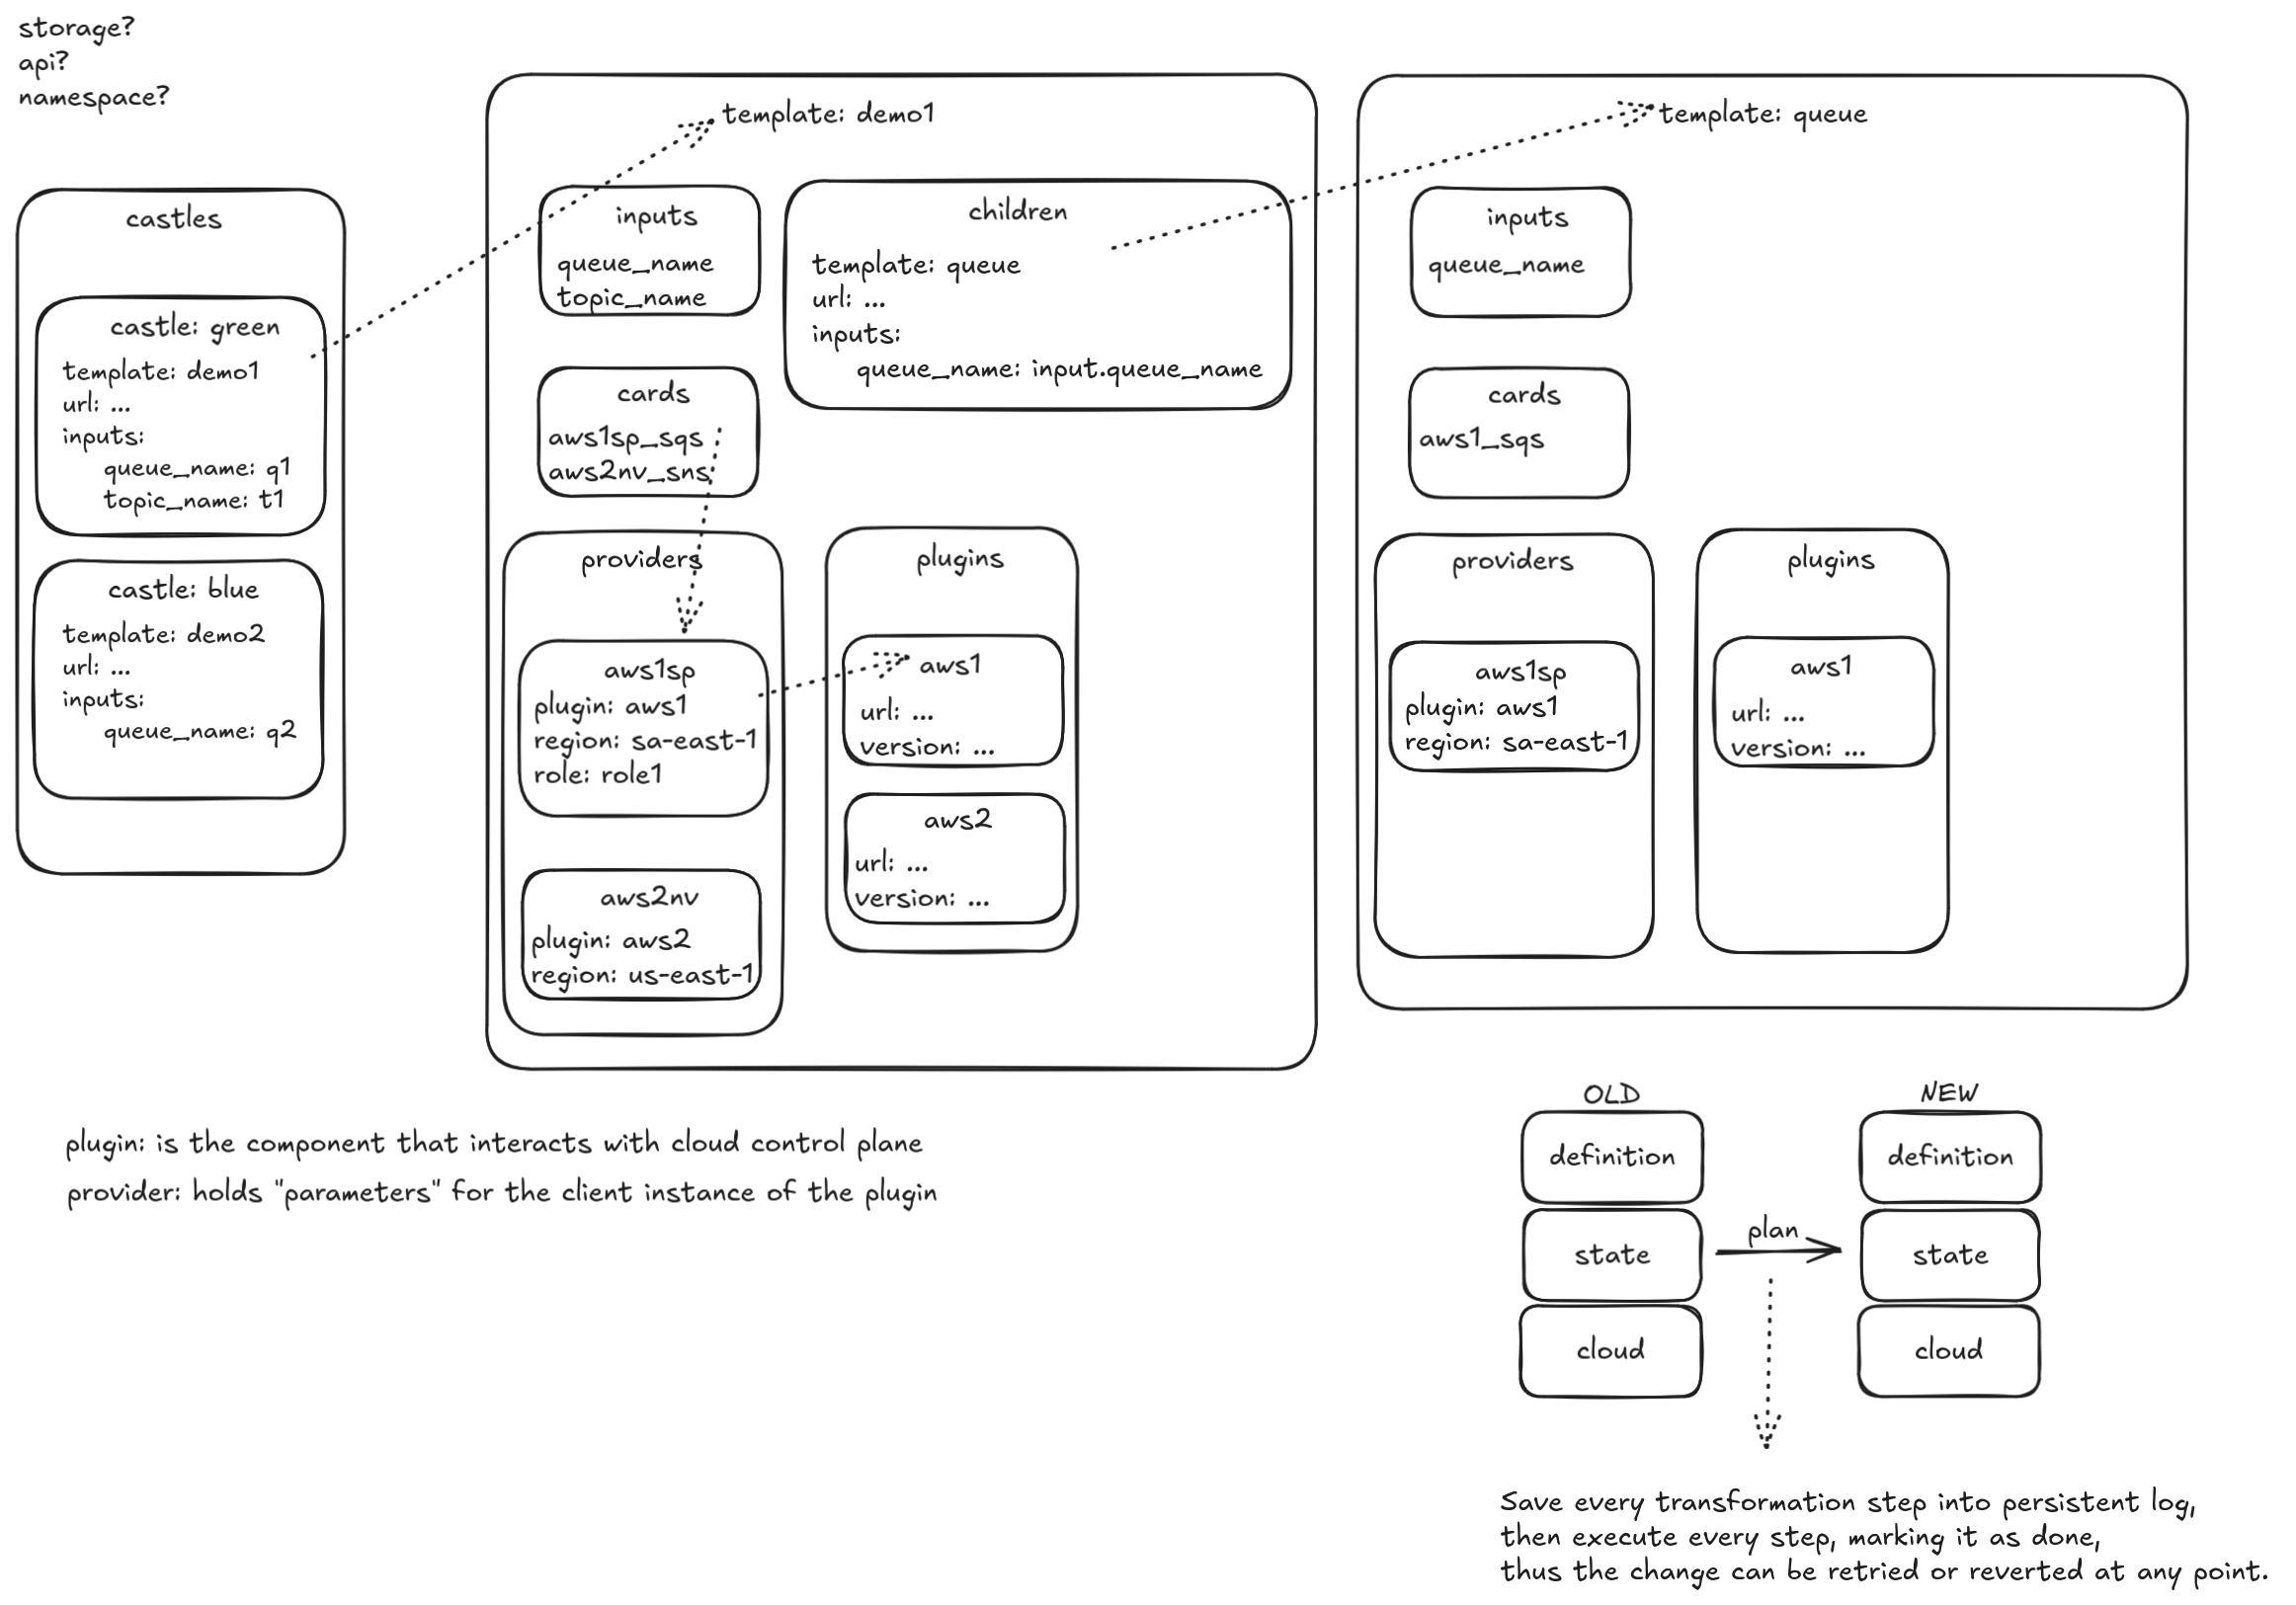 storage?
api?
namespace?
castles
castle: green
template: demo1
url: ...
inputs:
queue_name: q1
topic_name: t1
castle: blue
template: demo2
url: ...
inputs:
queue_name: q2
template: demo1
inputs
queue_name
topic_name
children
template: queue
url: ...
inputs:
queue_name: input.queue_name
cards
aws1sp_sqs
aws2nv_sns
providers
aws1sp
plugin: aws1
region: sa-east-1
role: role1
aws2nv
plugin: aws2
region: us-east-1
plugins
aws1
url: ...
version: ...
aws2
url: ...
version: ...
template: queue
inputs
queue_name
cards
aws1_sqs
providers
aws1sp
plugin: aws1
region: sa-east-1
plugins
aws1
url: ...
version: ...
plugin: is the component that interacts with cloud control plane
provider: holds "parameters" for the client instance of the plugin
OLD
definition
state
cloud
plan
NEW
definition
state
cloud
Save every transformation step into persistent log,
then execute every step, marking it as done,
thus the change can be retried or reverted at any point.